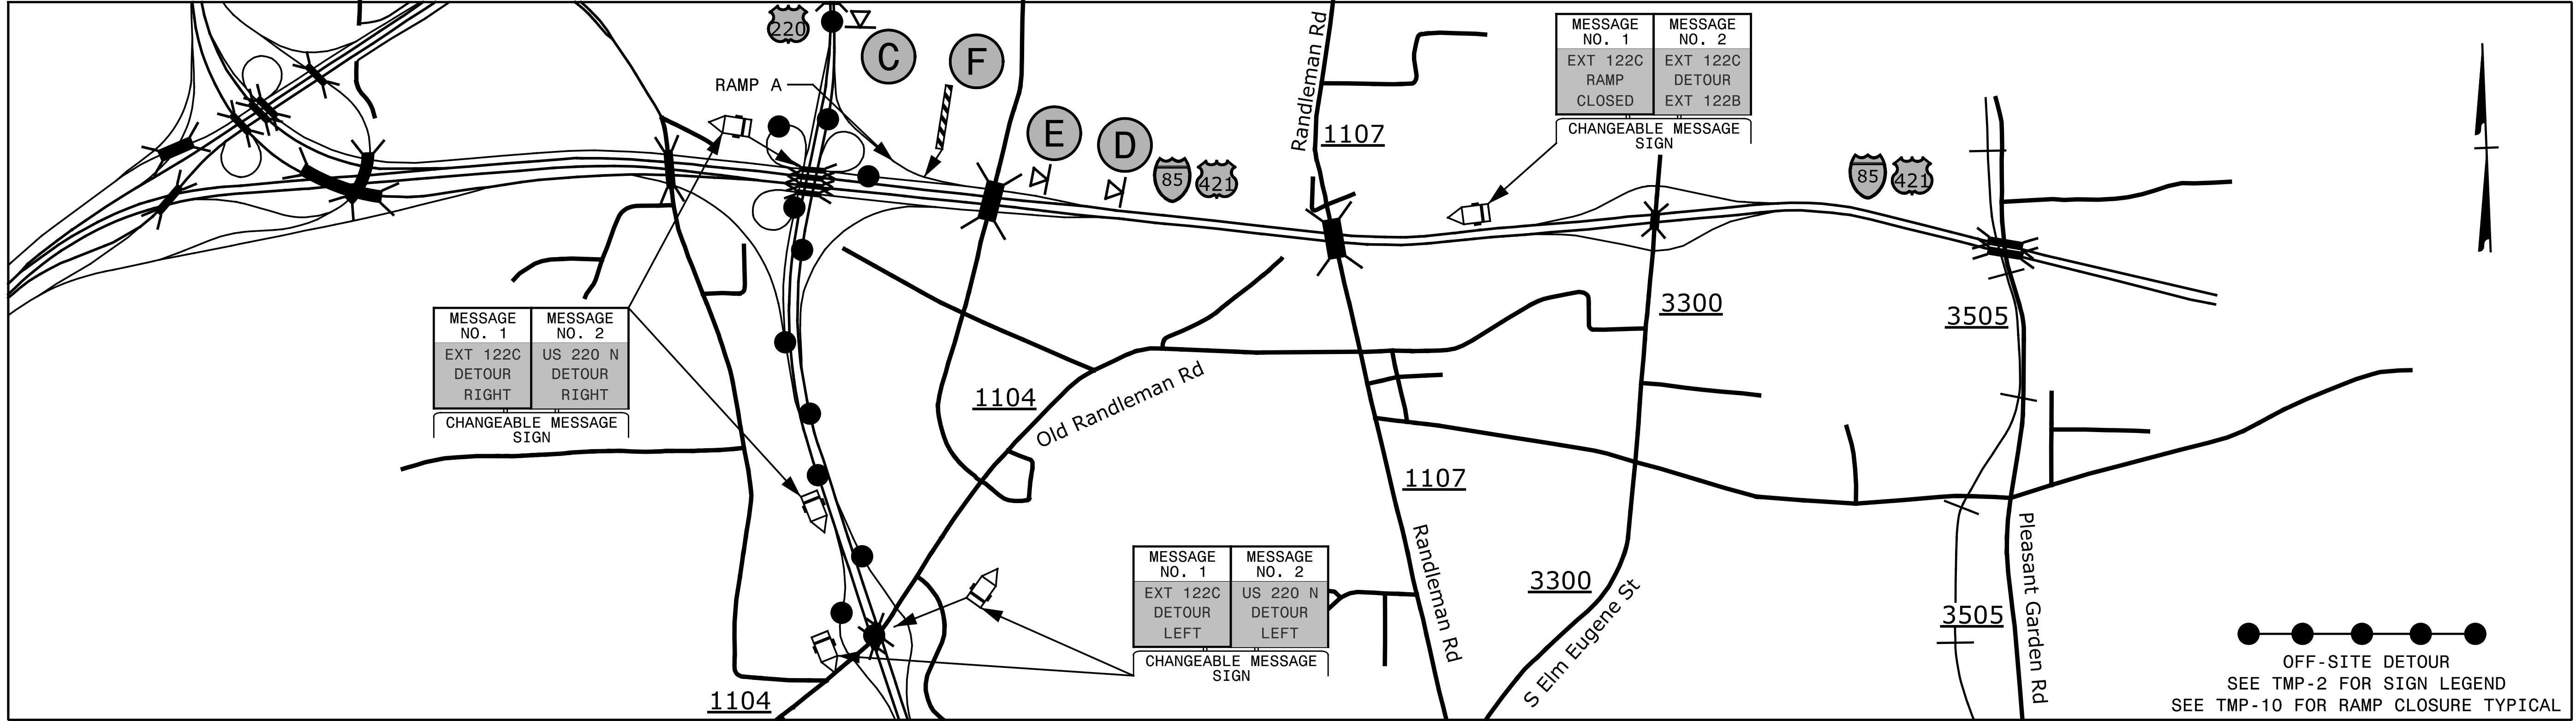 220
C
F
RAMP A
E
D
85
421
Randleman Rd
1107
MESSAGE NO. 1
MESSAGE NO. 2
EXT 122C
RAMP
CLOSED
EXT 122C
DETOUR
EXT 122B
CHANGEABLE MESSAGE
SIGN
85
421
MESSAGE NO. 1
MESSAGE NO. 2
EXT 122C
DETOUR
RIGHT
US 220 N
DETOUR
RIGHT
CHANGEABLE MESSAGE
SIGN
1104
Old Randleman Rd
3300
3505
1107
Randleman Rd
MESSAGE NO. 1
MESSAGE NO. 2
EXT 122C
DETOUR
LEFT
US 220 N
DETOUR
LEFT
CHANGEABLE MESSAGE
SIGN
1104
3300
S Elm Eugene St
3505
Pleasant Garden Rd
OFF-SITE DETOUR
SEE TMP-2 FOR SIGN LEGEND
SEE TMP-10 FOR RAMP CLOSURE TYPICAL